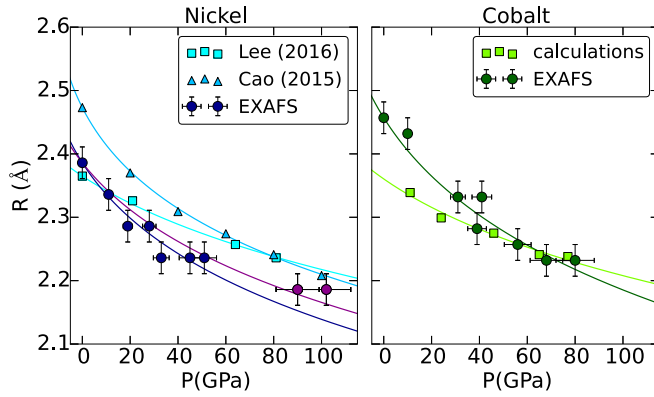 Nickel
Cobalt
2.6
2.5
2.4
2.3
2.2
2.1
R (Å)
Lee (2016)
Cao (2015)
EXAFS
calculations
EXAFS
0 20 40 60 80 100
0 20 40 60 80 100
P(GPa)
P(GPa)